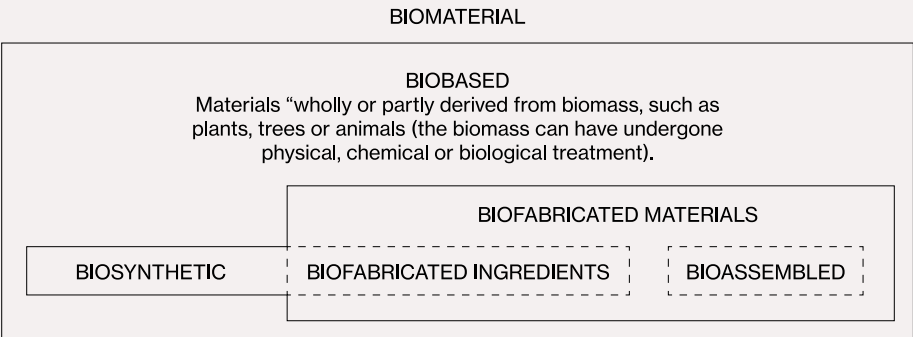 BIOMATERIAL
BIOBASED
Materials “wholly or partly derived from biomass, such as
plants, trees or animals (the biomass can have undergone
physical, chemical or biological treatment).
BIOFABRICATED MATERIALS
BIOSYNTHETIC
BIOFABRICATED INGREDIENTS
BIOASSEMBLED